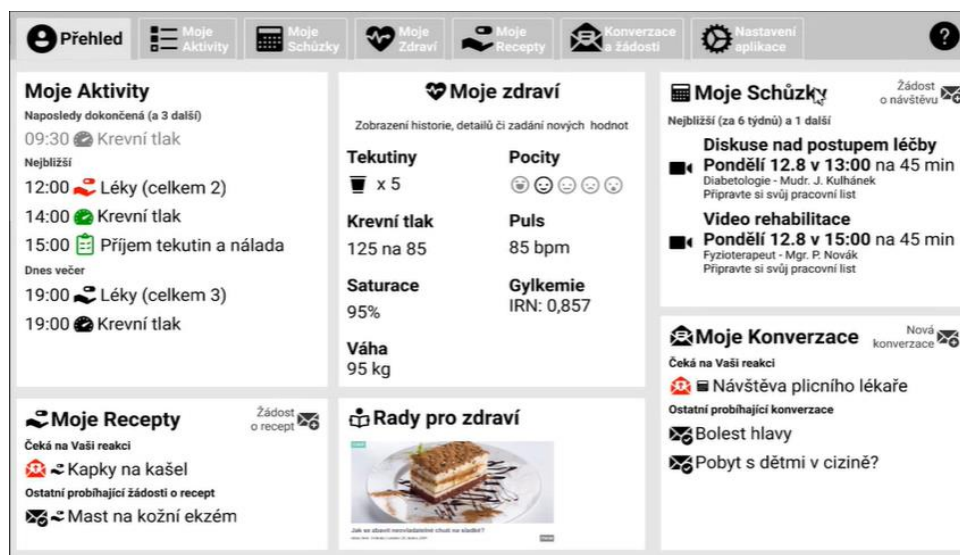 Přehled
Moje
Aktivity
Moje
Schůzky
Moje
Zdraví
Moje
Recepty
Konverzace
a žádosti
Nastavení
aplikace
?
Moje Aktivity
Naposledy dokončená (a 3 další)
09:30 Krevní tlak
Nejbližší
12:00 Léky (celkem 2)
14:00 Krevní tlak
15:00 Příjem tekutin a nálada
Dnes večer
19:00 Léky (celkem 3)
19:00 Krevní tlak
Moje zdraví
Zobrazení historie, detailů či zadání nových hodnot
Tekutiny
x 5
Pocity
Krevní tlak
125 na 85
Puls
85 bpm
Saturace
95%
Gylkemie
IRN: 0,857
Váha
95 kg
Moje Schůzky
Žádost
o návštěvu
Nejbližší (za 6 týdnů) a 1 další
Diskuse nad postupem léčby
Pondělí 12.8 v 13:00 na 45 min
Diabetologie - Mudr. J. Kulhánek
Připravte si svůj pracovní list
Video rehabilitace
Pondělí 12.8 v 15:00 na 45 min
Fyzioterapeut - Mgr. P. Novák
Připravte si svůj pracovní list
Moje Konverzace
Nová
konverzace
Čeká na Vaši reakci
Návštěva plicního lékaře
Ostatní probíhající konverzace
Bolest hlavy
Pobyt s dětmi v cizině?
Moje Recepty
Žádost
o recept
Čeká na Vaši reakci
Kapky na kašel
Ostatní probíhající žádosti o recept
Mast na kožní ekzém
Rady pro zdraví
Jak se zbavit neovladatelné chuti na sladké?